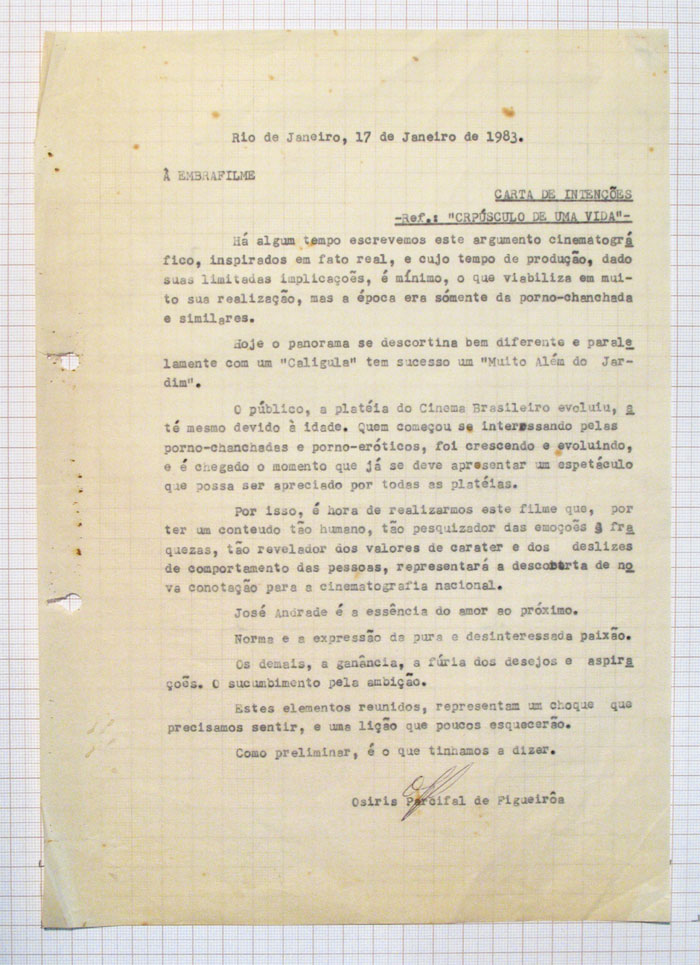 Rio de Janeiro, 17 de Janeiro de 1983.
À EMBRAFILME
CARTA DE INTENÇÕES
-Ref.: "CRPÚSCULO DE UMA VIDA"-
Há algum tempo escrevemos este argumento cinematográ
fico, inspirados em fato real, e cujo tempo de produção, dado
suas limitadas implicações, é mínimo, o que viabiliza em mui-
to sua realização, mas a época era sómente da porno-chanchada
e similares.
Hoje o panorama se descortina bem diferente e parale
lamente com um "Caligula" tem sucesso um "Muito Além do Jar-
dim".
O público, a platéia do Cinema Brasileiro evoluiu, a
té mesmo devido à idade. Quem começou se interessando pelas
porno-chanchadas e porno-eróticos, foi crescendo e evoluindo,
e é chegado o momento que já se deve apresentar um espetáculo
que possa ser apreciado por todas as platéias.
Por isso, é hora de realizarmos este filme que, por
ter um conteudo tão humano, tão pesquizador das emoções à fra
quezas, tão revelador dos valores de carater e dos deslizes
de comportamento das pessoas, representará a descoberta de no
va conotação para a cinematografia nacional.
José Andrade é a essência do amor ao próximo.
Norma e a expressão da pura e desinteressada paixão.
Os demais, a ganância, a fúria dos desejos e aspira
ções. O sucumbimento pela ambição.
Estes elementos reunidos, representam um choque que
precisamos sentir, e uma lição que poucos esquecerão.
Como preliminar, é o que tinhamos a dizer.
Osiris Parcifal de Figueirôa